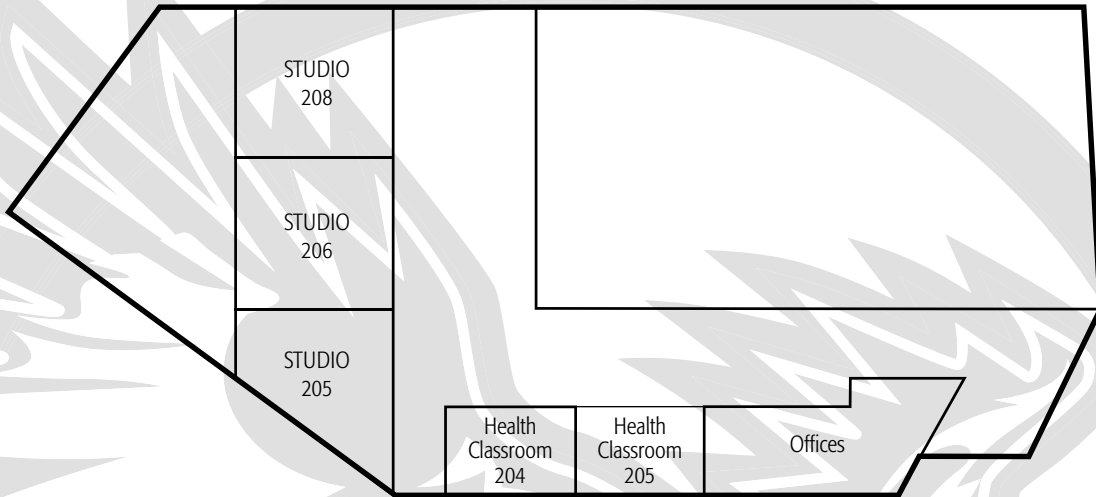 STUDIO
208
STUDIO
206
STUDIO
205
Health
Classroom
204
Health
Classroom
205
Offices